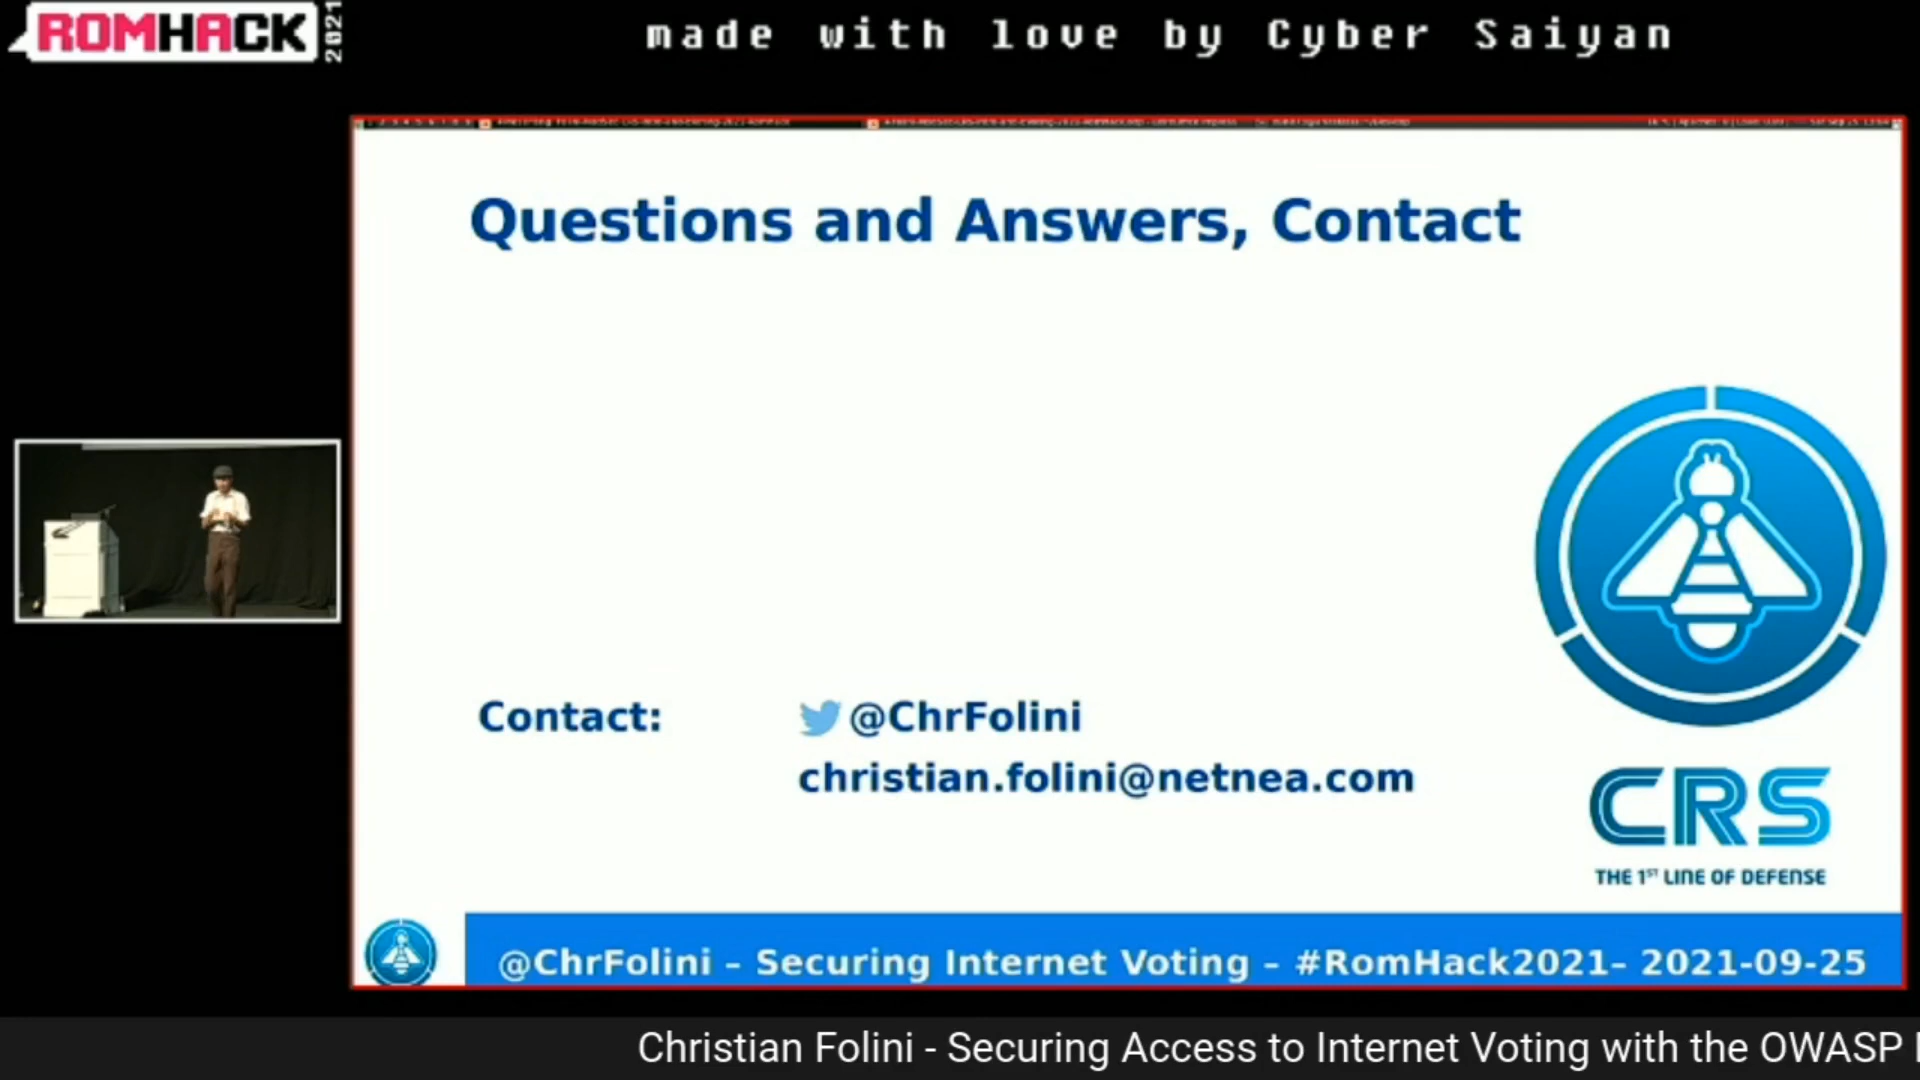 ROMHACK
2021
made with love by Cyber Saiyan
Questions and Answers, Contact
Contact:
@ChrFolini
christian.folini@netnea.com
CRS
THE 1ST LINE OF DEFENSE
@ChrFolini – Securing Internet Voting – #RomHack2021– 2021-09-25
Christian Folini - Securing Access to Internet Voting with the OWASP